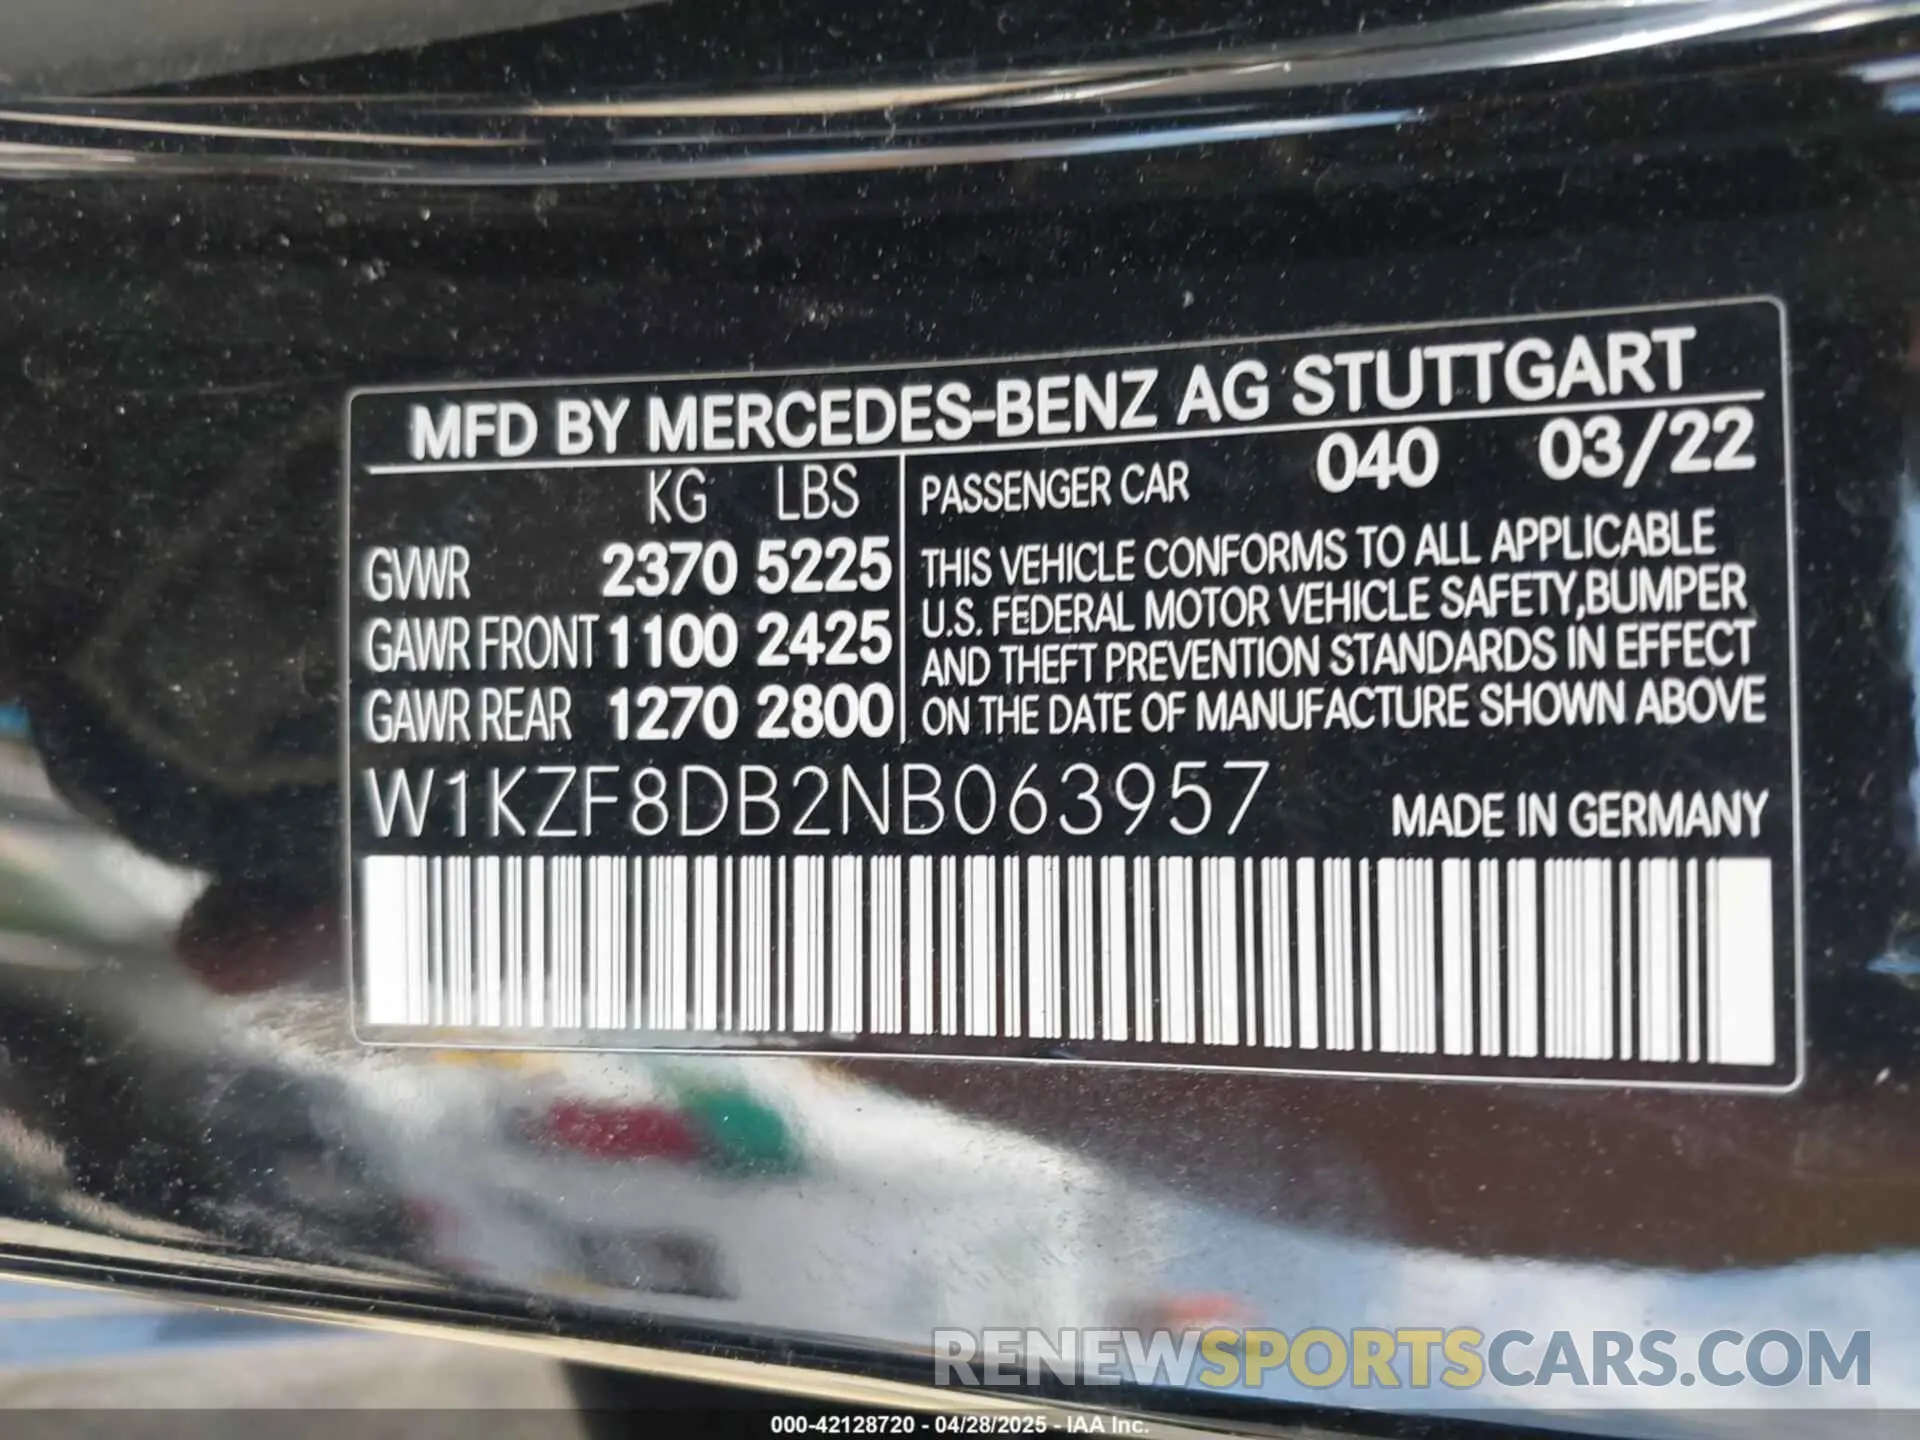 MFD BY MERCEDES-BENZ AG STUTTGART
KG LBS
GVWR 2370 5225
GAWR FRONT 1100 2425
GAWR REAR 1270 2800
PASSENGER CAR 040 03/22
THIS VEHICLE CONFORMS TO ALL APPLICABLE
U.S. FEDERAL MOTOR VEHICLE SAFETY,BUMPER
AND THEFT PREVENTION STANDARDS IN EFFECT
ON THE DATE OF MANUFACTURE SHOWN ABOVE
W1KZF8DB2NB063957 MADE IN GERMANY
RENEWSPORTSCARS.COM
000-42128720 - 04/28/2025 - IAA Inc.